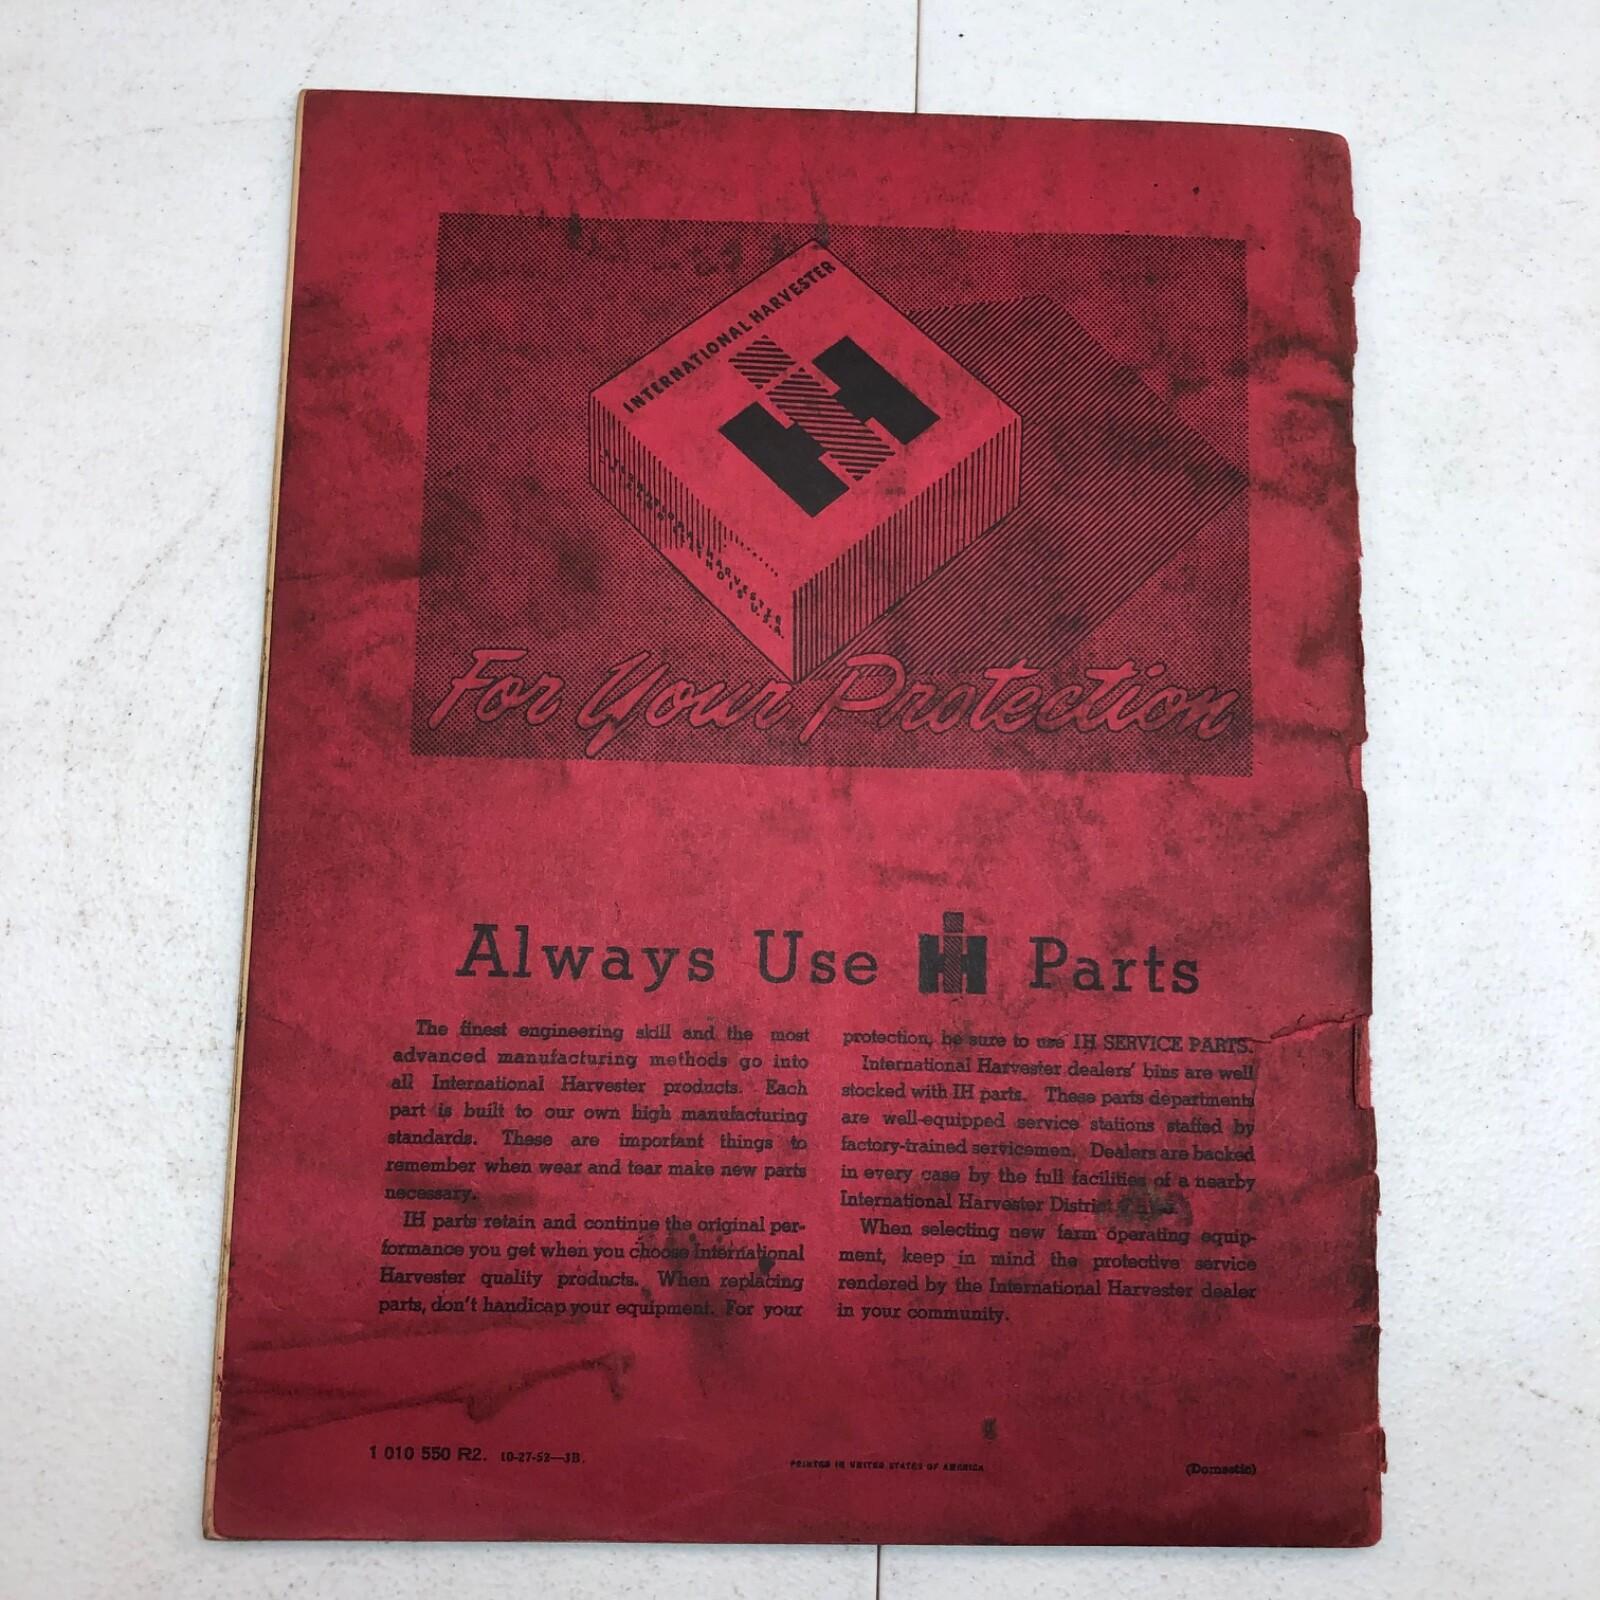 INTERNATIONAL HARVESTER
HARVESTER
U.S.A.
For Your Protection
Always Use IH Parts
The finest engineering skill and the most
advanced manufacturing methods go into
all International Harvester products. Each
part is built to our own high manufacturing
standards. These are important things to
remember when wear and tear make new parts
necessary.
IH parts retain and continue the original per-
formance you get when you choose International
Harvester quality products. When replacing
parts, don't handicap your equipment. For your
protection, be sure to use IH SERVICE PARTS.
International Harvester dealers' bins are well
stocked with IH parts. These parts departments
are well-equipped service stations staffed by
factory-trained servicemen. Dealers are backed
in every case by the full facilities of a nearby
International Harvester District
When selecting new farm operating equip-
ment, keep in mind the protective service
rendered by the International Harvester dealer
in your community.
1 010 550 R2. 10-27-52—3B.
PRINTED IN UNITED STATES OF AMERICA
(Domestic)